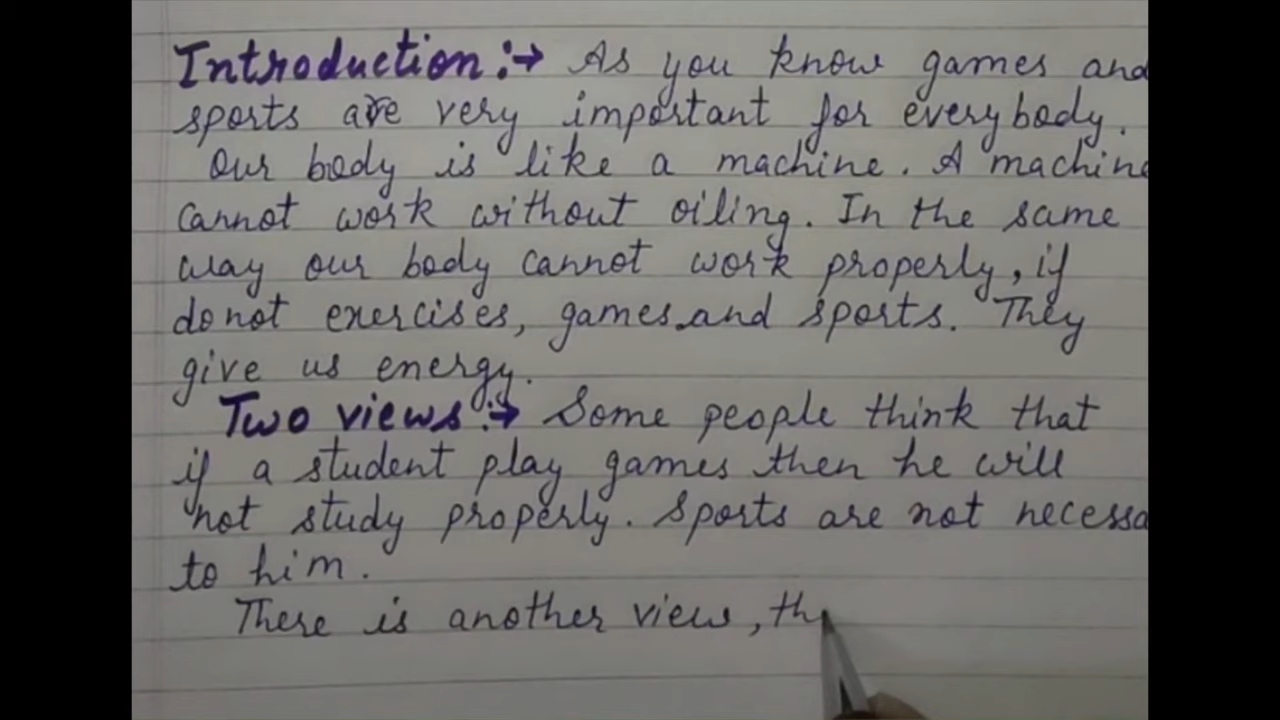 Introduction :→ As you know games and
sports are very important for everybody.
Our body is like a machine. A machine
cannot work without oiling. In the same
way our body cannot work properly, if
do not exercises, games and sports. They
give us energy.
Two views :→ Some people think that
if a student play games then he will
not study properly. Sports are not necessa
to him.
There is another view, th